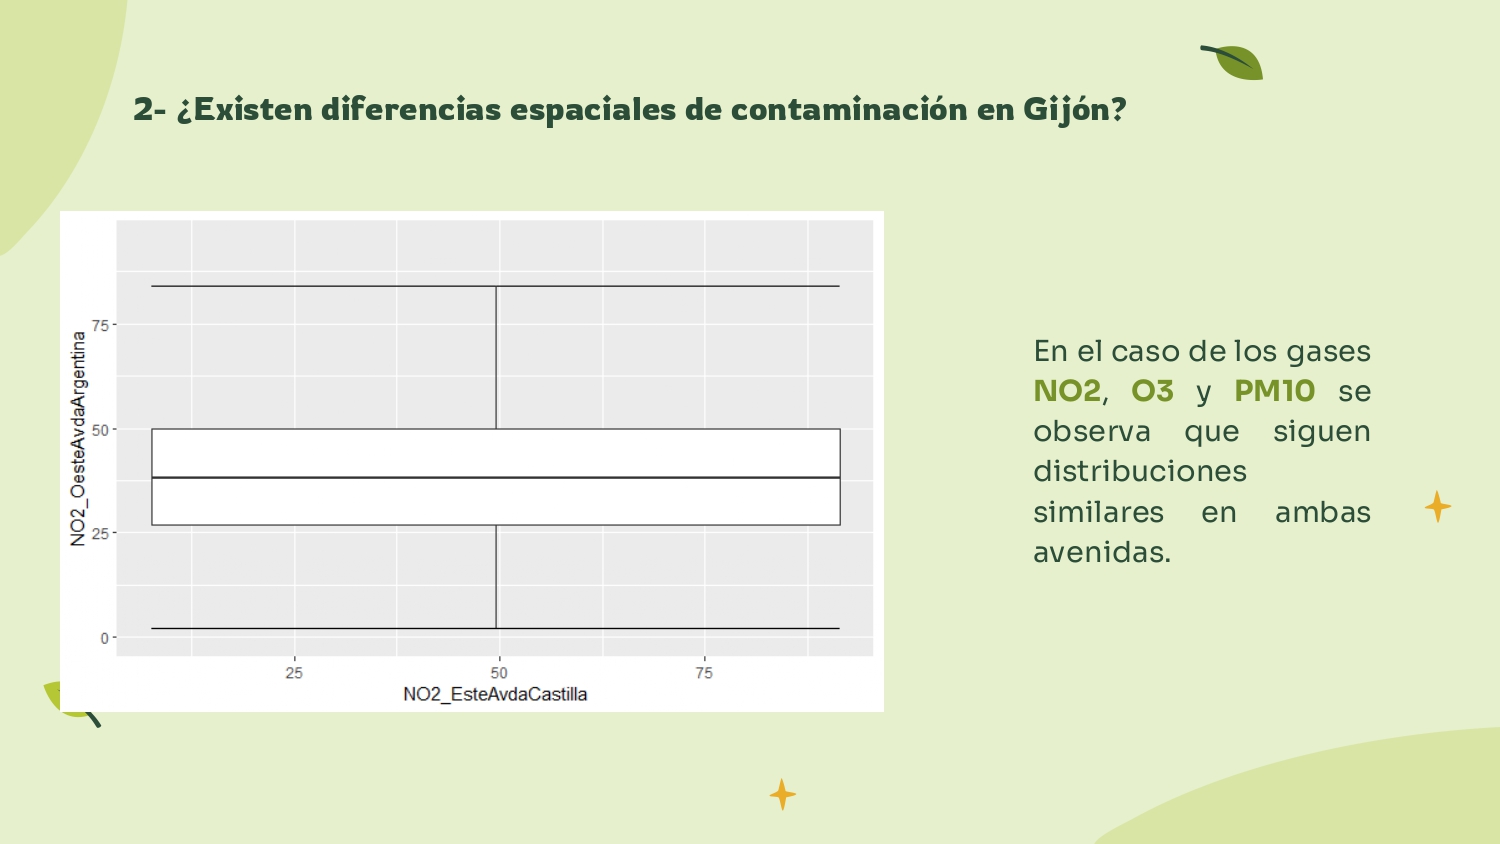 2- ¿Existen diferencias espaciales de contaminación en Gijón?
NO2_OesteAvdaArgentina
75
50
25
0
25
50
75
NO2_EsteAvdaCastilla
En el caso de los gases
NO2, O3 y PM10 se
observa que siguen
distribuciones
similares en ambas
avenidas.